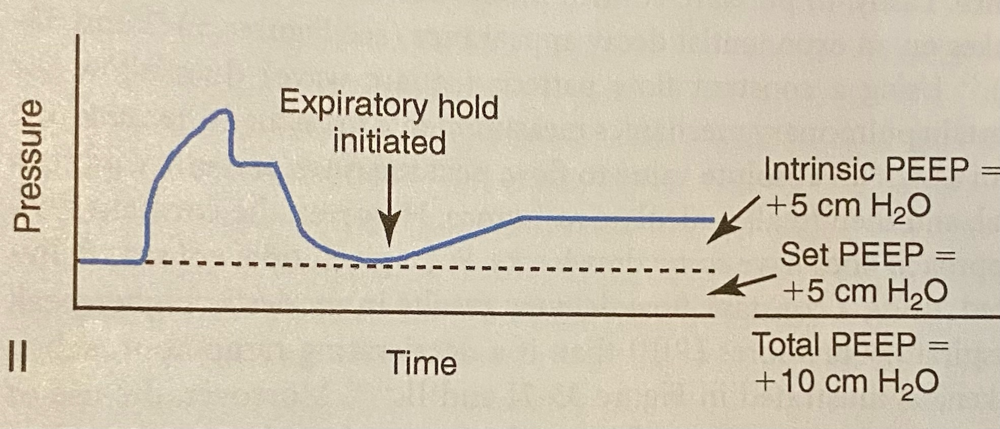 Pressure
Expiratory hold
initiated
Intrinsic PEEP =
+5 cm H₂O
Set PEEP =
+5 cm H₂O
Total PEEP =
+10 cm H₂O
Time
II